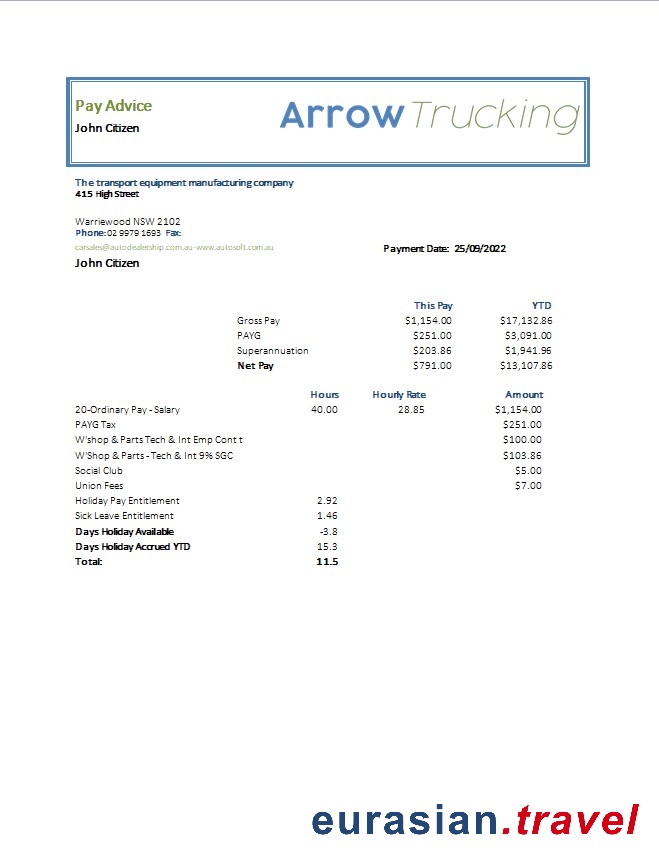 Pay Advice
Arrow Trucking
John Citizen
The transport equipment manufacturing company
415 High Street
Warriewood NSW 2102
Phone: 02 9979 1693 Fax:
carsales@autodealership.com.au-www.autosoft.com.au
Payment Date: 25/09/2022
John Citizen
This Pay YTD
Gross Pay $1,154.00 $17,132.86
PAYG $251.00 $3,091.00
Superannuation $203.86 $1,941.96
Net Pay $791.00 $13,107.86
Hours Hourly Rate Amount
20-Ordinary Pay - Salary 40.00 28.85 $1,154.00
PAYG Tax $251.00
W'shop & Parts Tech & Int Emp Cont t $100.00
W'Shop & Parts - Tech & Int 9% SGC $103.86
Social Club $5.00
Union Fees $7.00
Holiday Pay Entitlement 2.92
Sick Leave Entitlement 1.46
Days Holiday Available -3.8
Days Holiday Accrued YTD 15.3
Total: 11.5
eurasian.travel